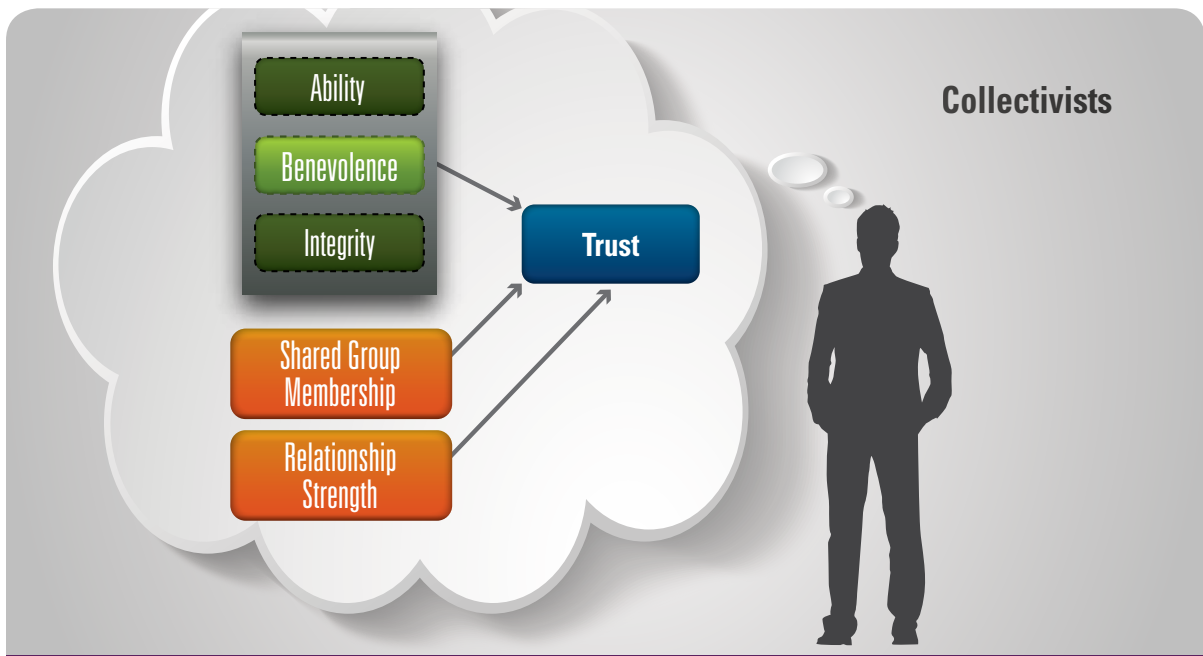 Collectivists
Ability
Benevolence
Integrity
Trust
Shared Group
Membership
Relationship
Strength